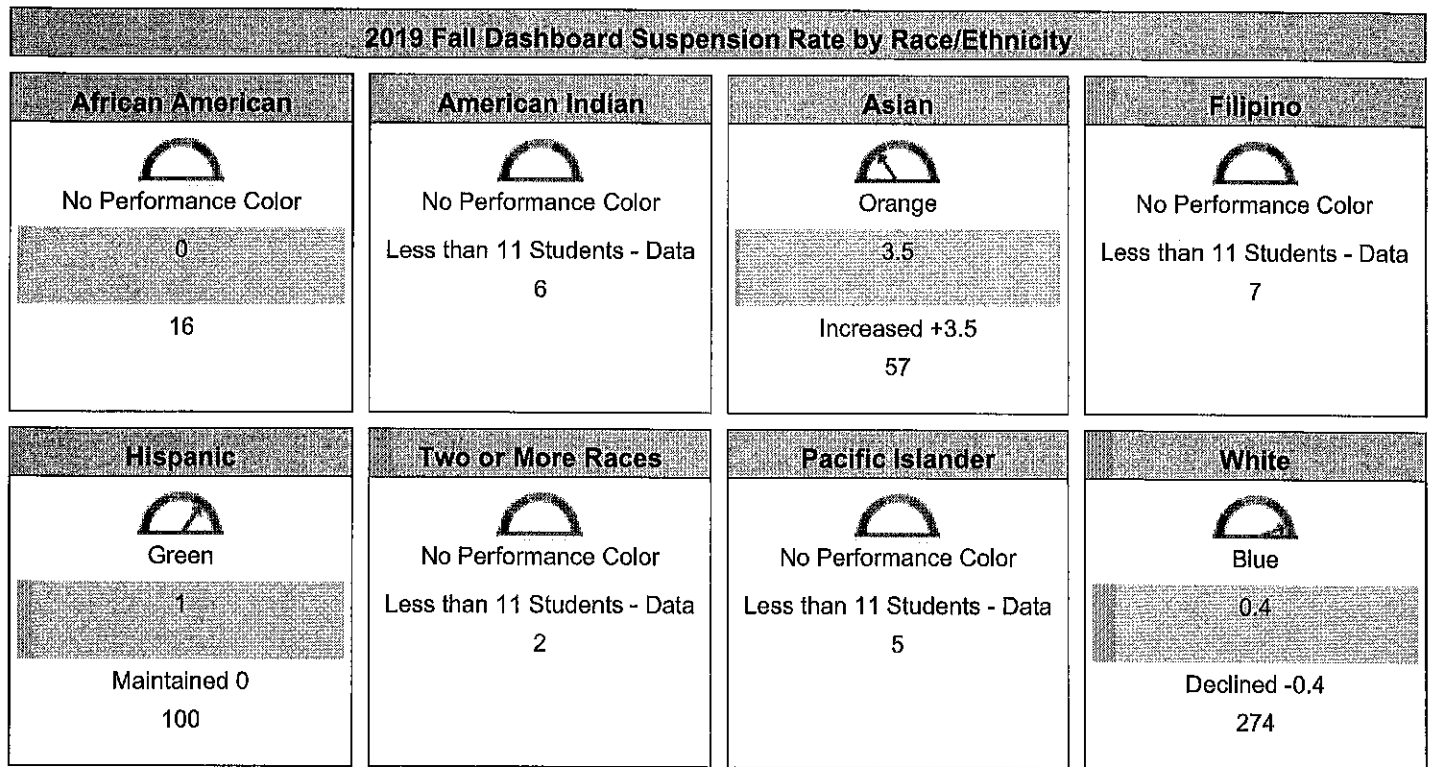 2019 Fall Dashboard Suspension Rate by Race/Ethnicity
African American
No Performance Color
0
16
American Indian
No Performance Color
Less than 11 Students - Data
6
Asian
Orange
3.5
Increased +3.5
57
Filipino
No Performance Color
Less than 11 Students - Data
7
Hispanic
Green
1
Maintained 0
100
Two or More Races
No Performance Color
Less than 11 Students - Data
2
Pacific Islander
No Performance Color
Less than 11 Students - Data
5
White
Blue
0.4
Declined -0.4
274